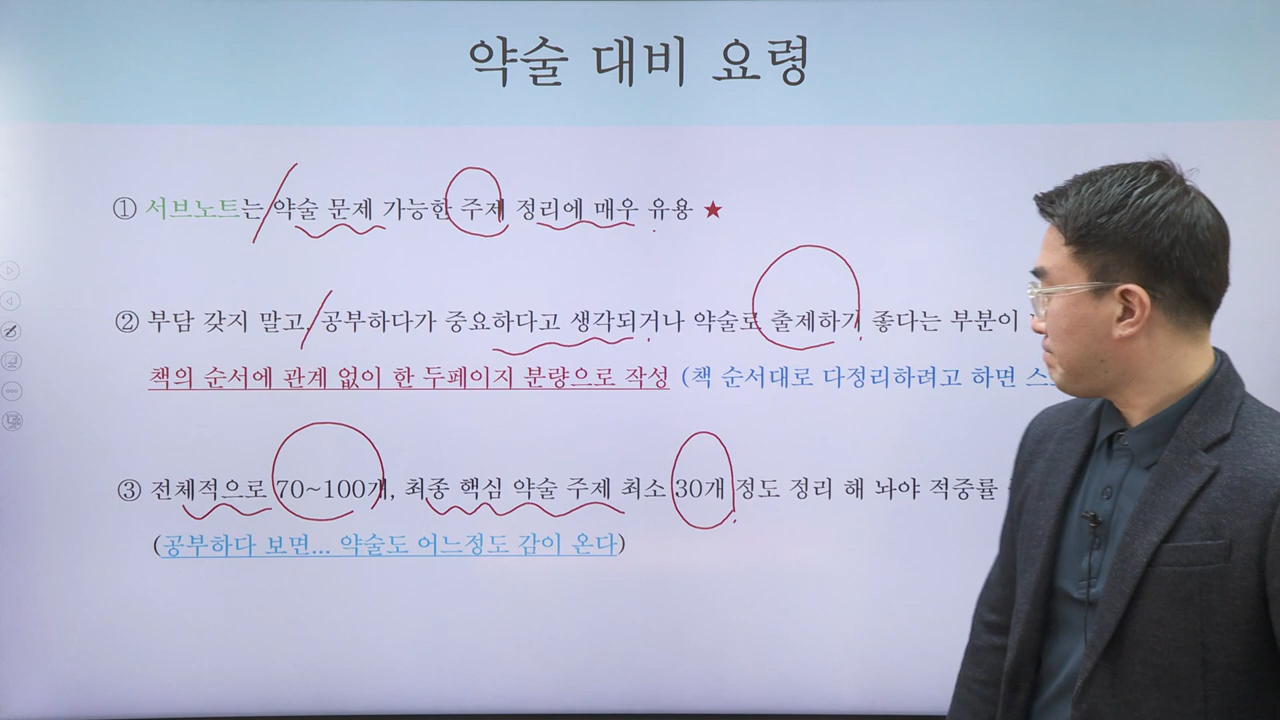 약술 대비 요령
① 서브노트는 약술 문제 가능한 주제 정리에 매우 유용 ★
② 부담 갖지 말고, 공부하다가 중요하다고 생각되거나 약술로 출제하기 좋다는 부분이
책의 순서에 관계 없이 한 두페이지 분량으로 작성 (책 순서대로 다정리하려고 하면
③ 전체적으로 70~100개, 최종 핵심 약술 주제 최소 30개 정도 정리 해 놔야 적중률
(공부하다 보면... 약술도 어느정도 감이 온다)